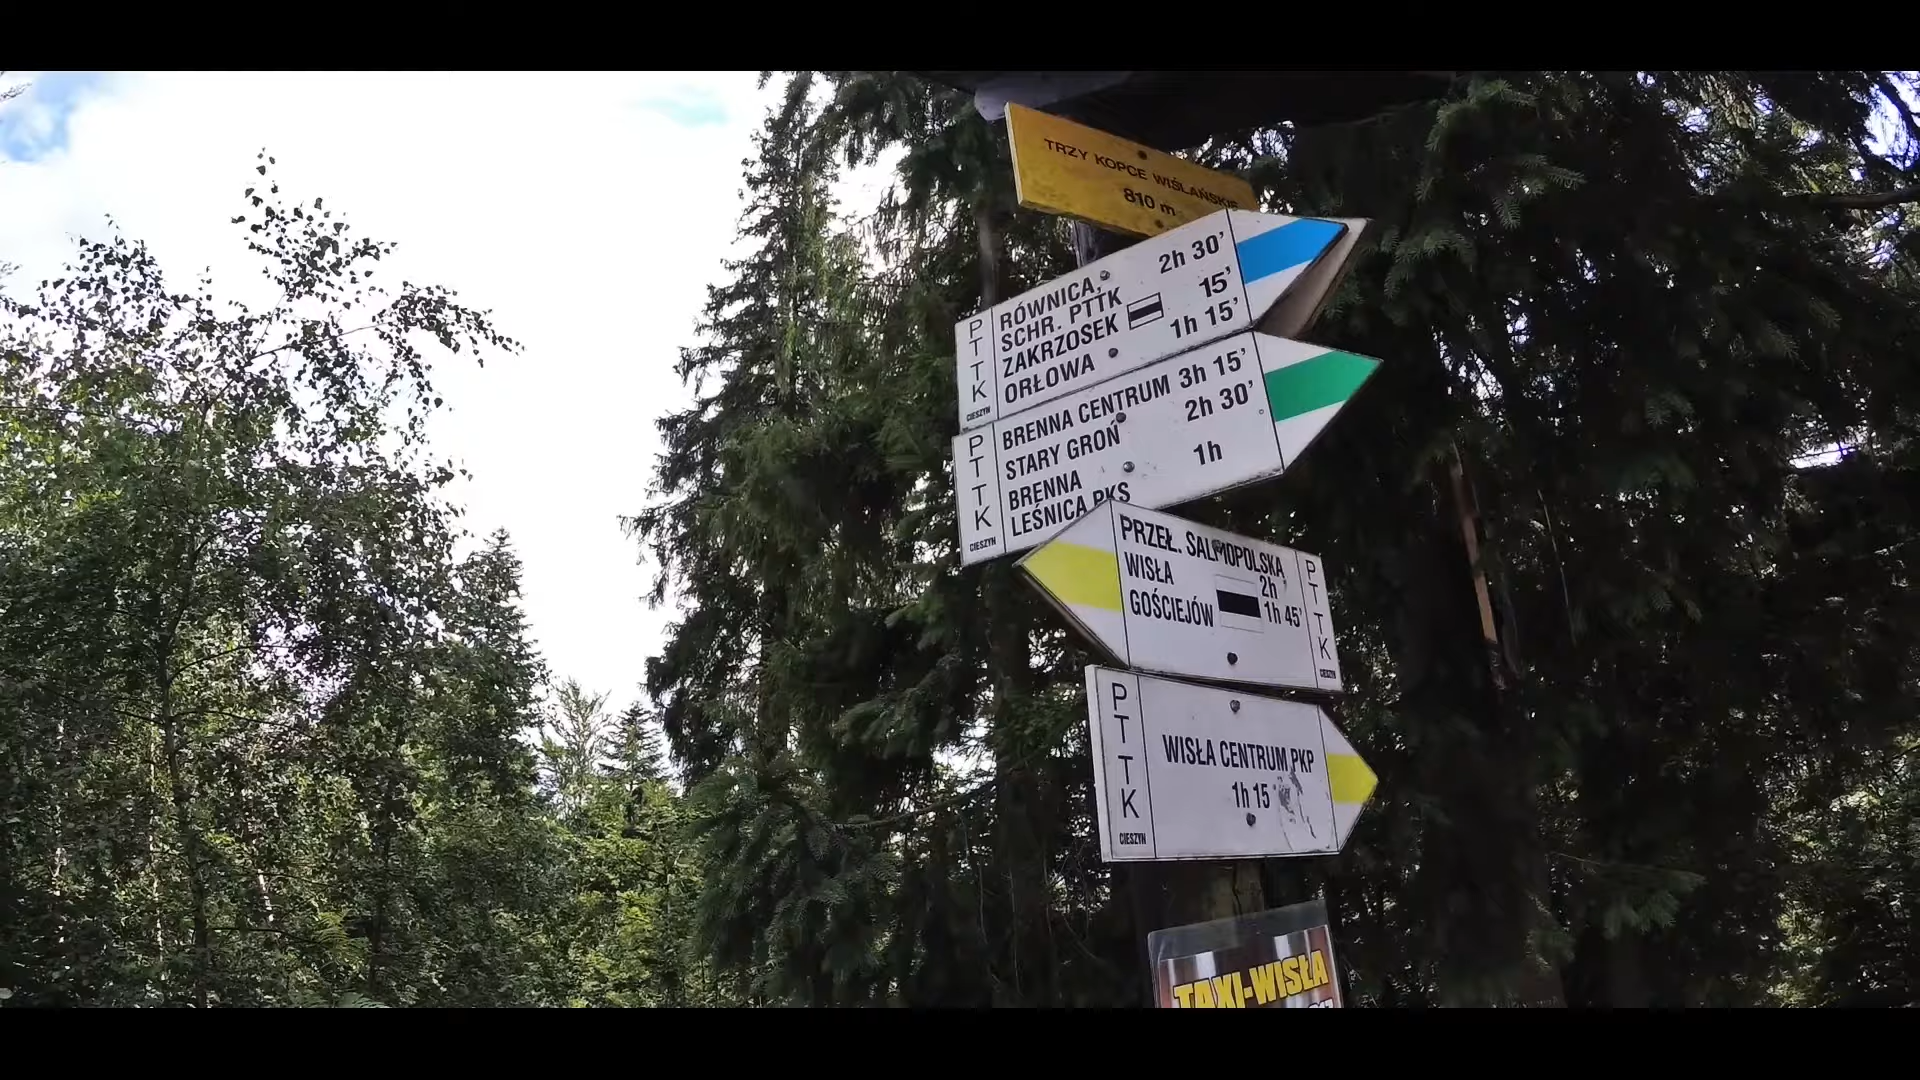 TRZY KOPCE WIŚLAŃSKIE
810 m
PTTK
CIESZYN
RÓWNICA, 2h 30'
SCHR. PTTK
ZAKRZOSEK 15'
ORŁOWA 1h 15'
PTTK
CIESZYN
BRENNA CENTRUM 3h 15'
STARY GROŃ 2h 30'
BRENNA 1h
LEŚNICA PKS
PRZEŁ. SALMOPOLSKA
WISŁA 2h
GOŚCIEJÓW 1h 45'
PTTK
CIESZYN
PTTK
CIESZYN
WISŁA CENTRUM PKP
1h 15'
TAXI-WISŁA